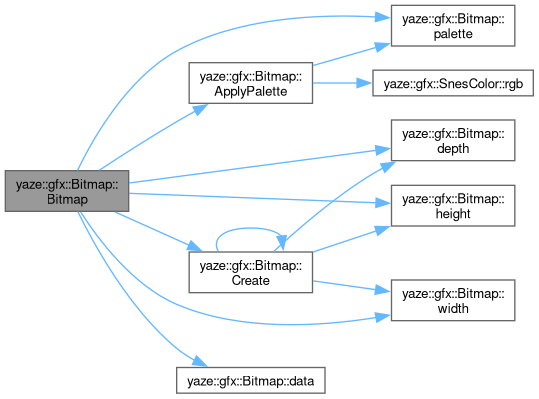 yaze::gfx::Bitmap::
Bitmap
yaze::gfx::Bitmap::
palette
yaze::gfx::Bitmap::
ApplyPalette
yaze::gfx::SnesColor::rgb
yaze::gfx::Bitmap::
depth
yaze::gfx::Bitmap::
height
yaze::gfx::Bitmap::
Create
yaze::gfx::Bitmap::
width
yaze::gfx::Bitmap::data